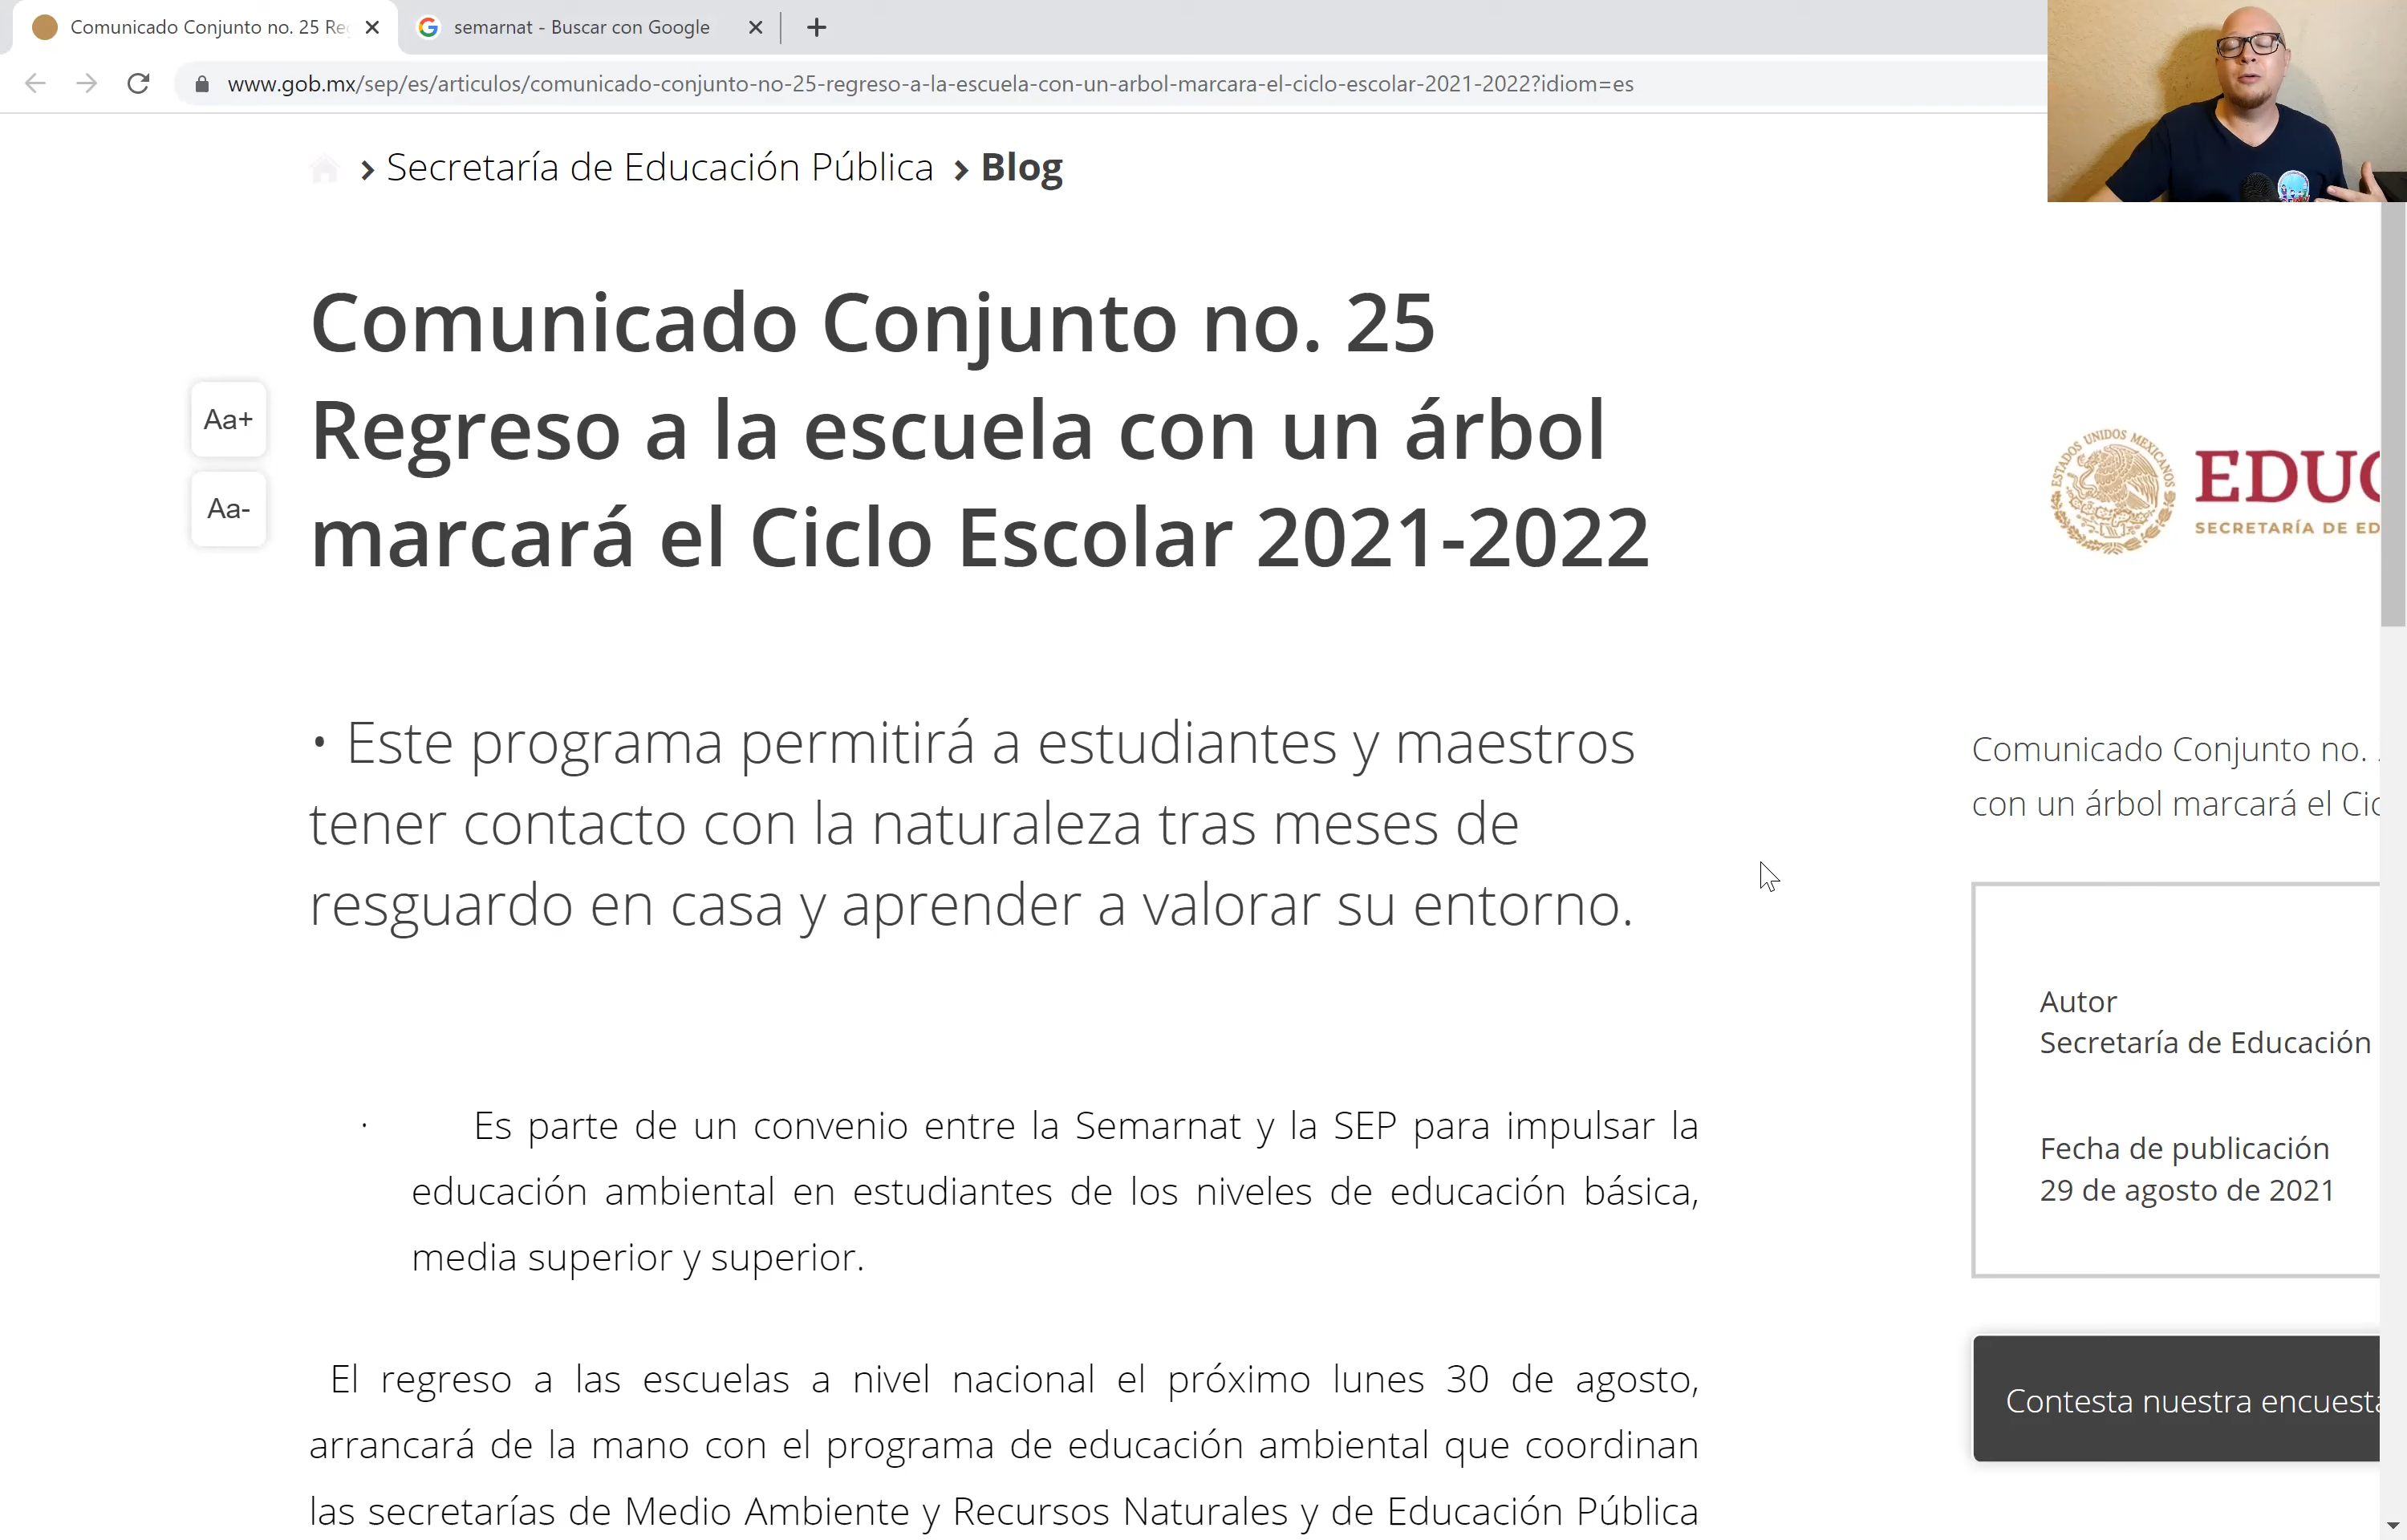 Comunicado Conjunto no. 25 Re
semarnat - Buscar con Google
www.gob.mx/sep/es/articulos/comunicado-conjunto-no-25-regreso-a-la-escuela-con-un-arbol-marcara-el-ciclo-escolar-2021-2022?idiom=es
Secretaría de Educación Pública > Blog
Comunicado Conjunto no. 25
Regreso a la escuela con un árbol
marcará el Ciclo Escolar 2021-2022
Aa+
Aa-
• Este programa permitirá a estudiantes y maestros
tener contacto con la naturaleza tras meses de
resguardo en casa y aprender a valorar su entorno.
· Es parte de un convenio entre la Semarnat y la SEP para impulsar la
educación ambiental en estudiantes de los niveles de educación básica,
media superior y superior.
El regreso a las escuelas a nivel nacional el próximo lunes 30 de agosto,
arrancará de la mano con el programa de educación ambiental que coordinan
las secretarías de Medio Ambiente y Recursos Naturales y de Educación Pública
ESTADOS UNIDOS MEXICANOS
EDUC
SECRETARÍA DE ED
Comunicado Conjunto no.
con un árbol marcará el Cic
Autor
Secretaría de Educación
Fecha de publicación
29 de agosto de 2021
Contesta nuestra encuesta